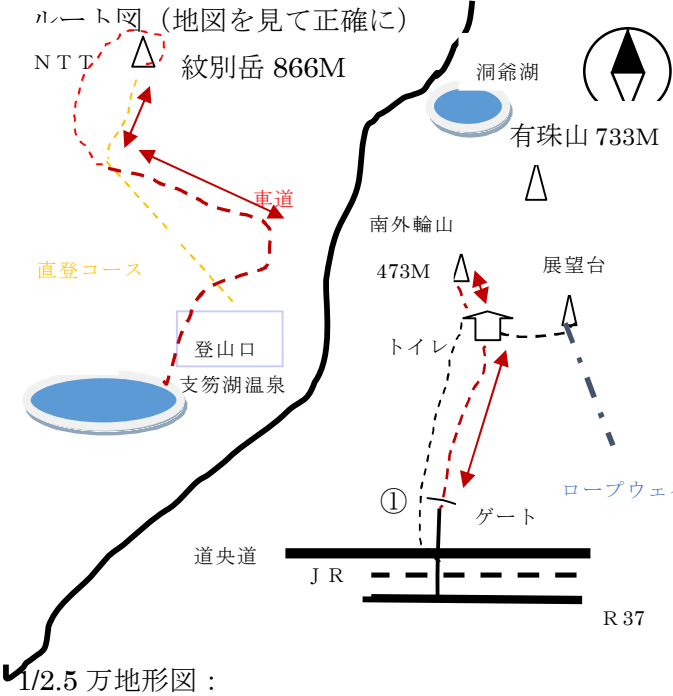 ルート図（地図を見て正確に）
ＮＴＴ
紋別岳 866M
洞爺湖
有珠山 733M
車道
南外輪山
473M
展望台
直登コース
登山口
トイレ
支笏湖温泉
ロープウェイ
①
ゲート
道央道
ＪＲ
Ｒ37
1/2.5 万地形図：